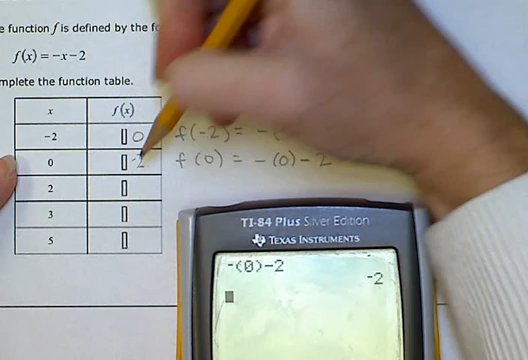 e function f is defined by the
f(x) = -x - 2
mplete the function table.
x f(x)
-2 0 f(-2) = -(
0 -2 f(0) = -(0) - 2
2
3
5
TI-84 Plus Silver Edition
TEXAS INSTRUMENTS
-(0)-2
-2